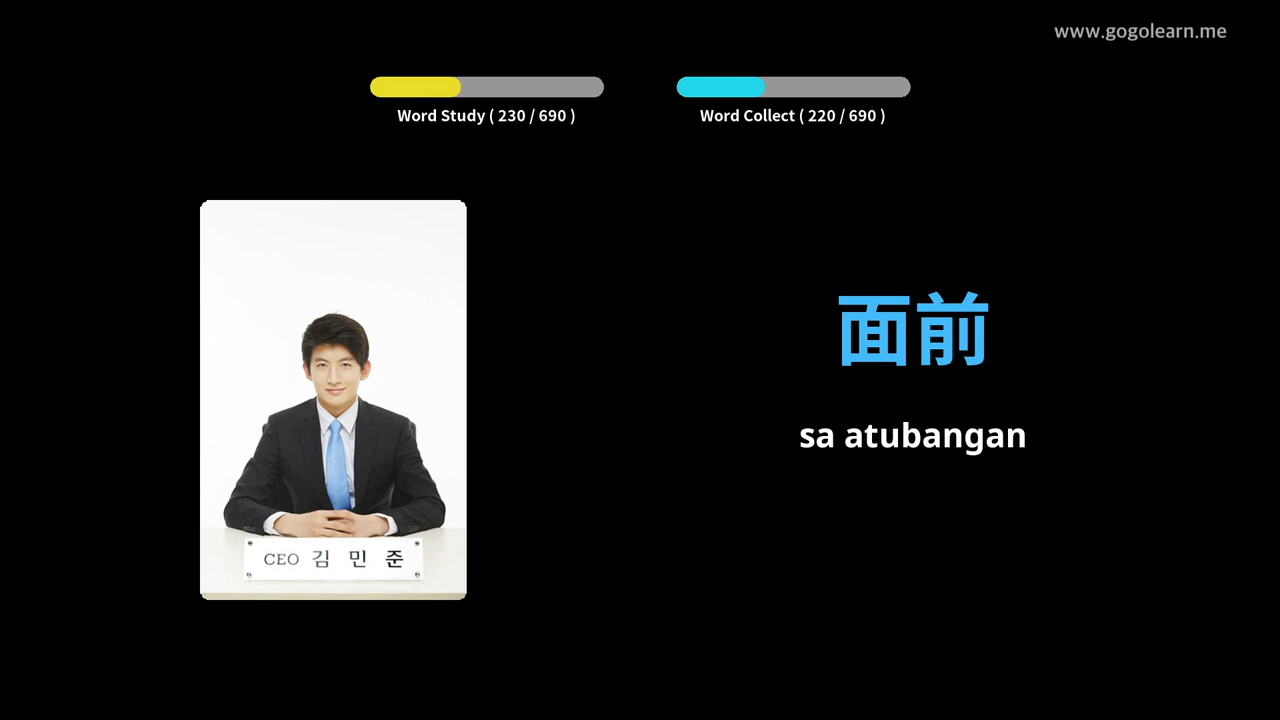 www.gogolearn.me
Word Study ( 230 / 690 )
Word Collect ( 220 / 690 )
面前
sa atubangan
CEO 김 민 준